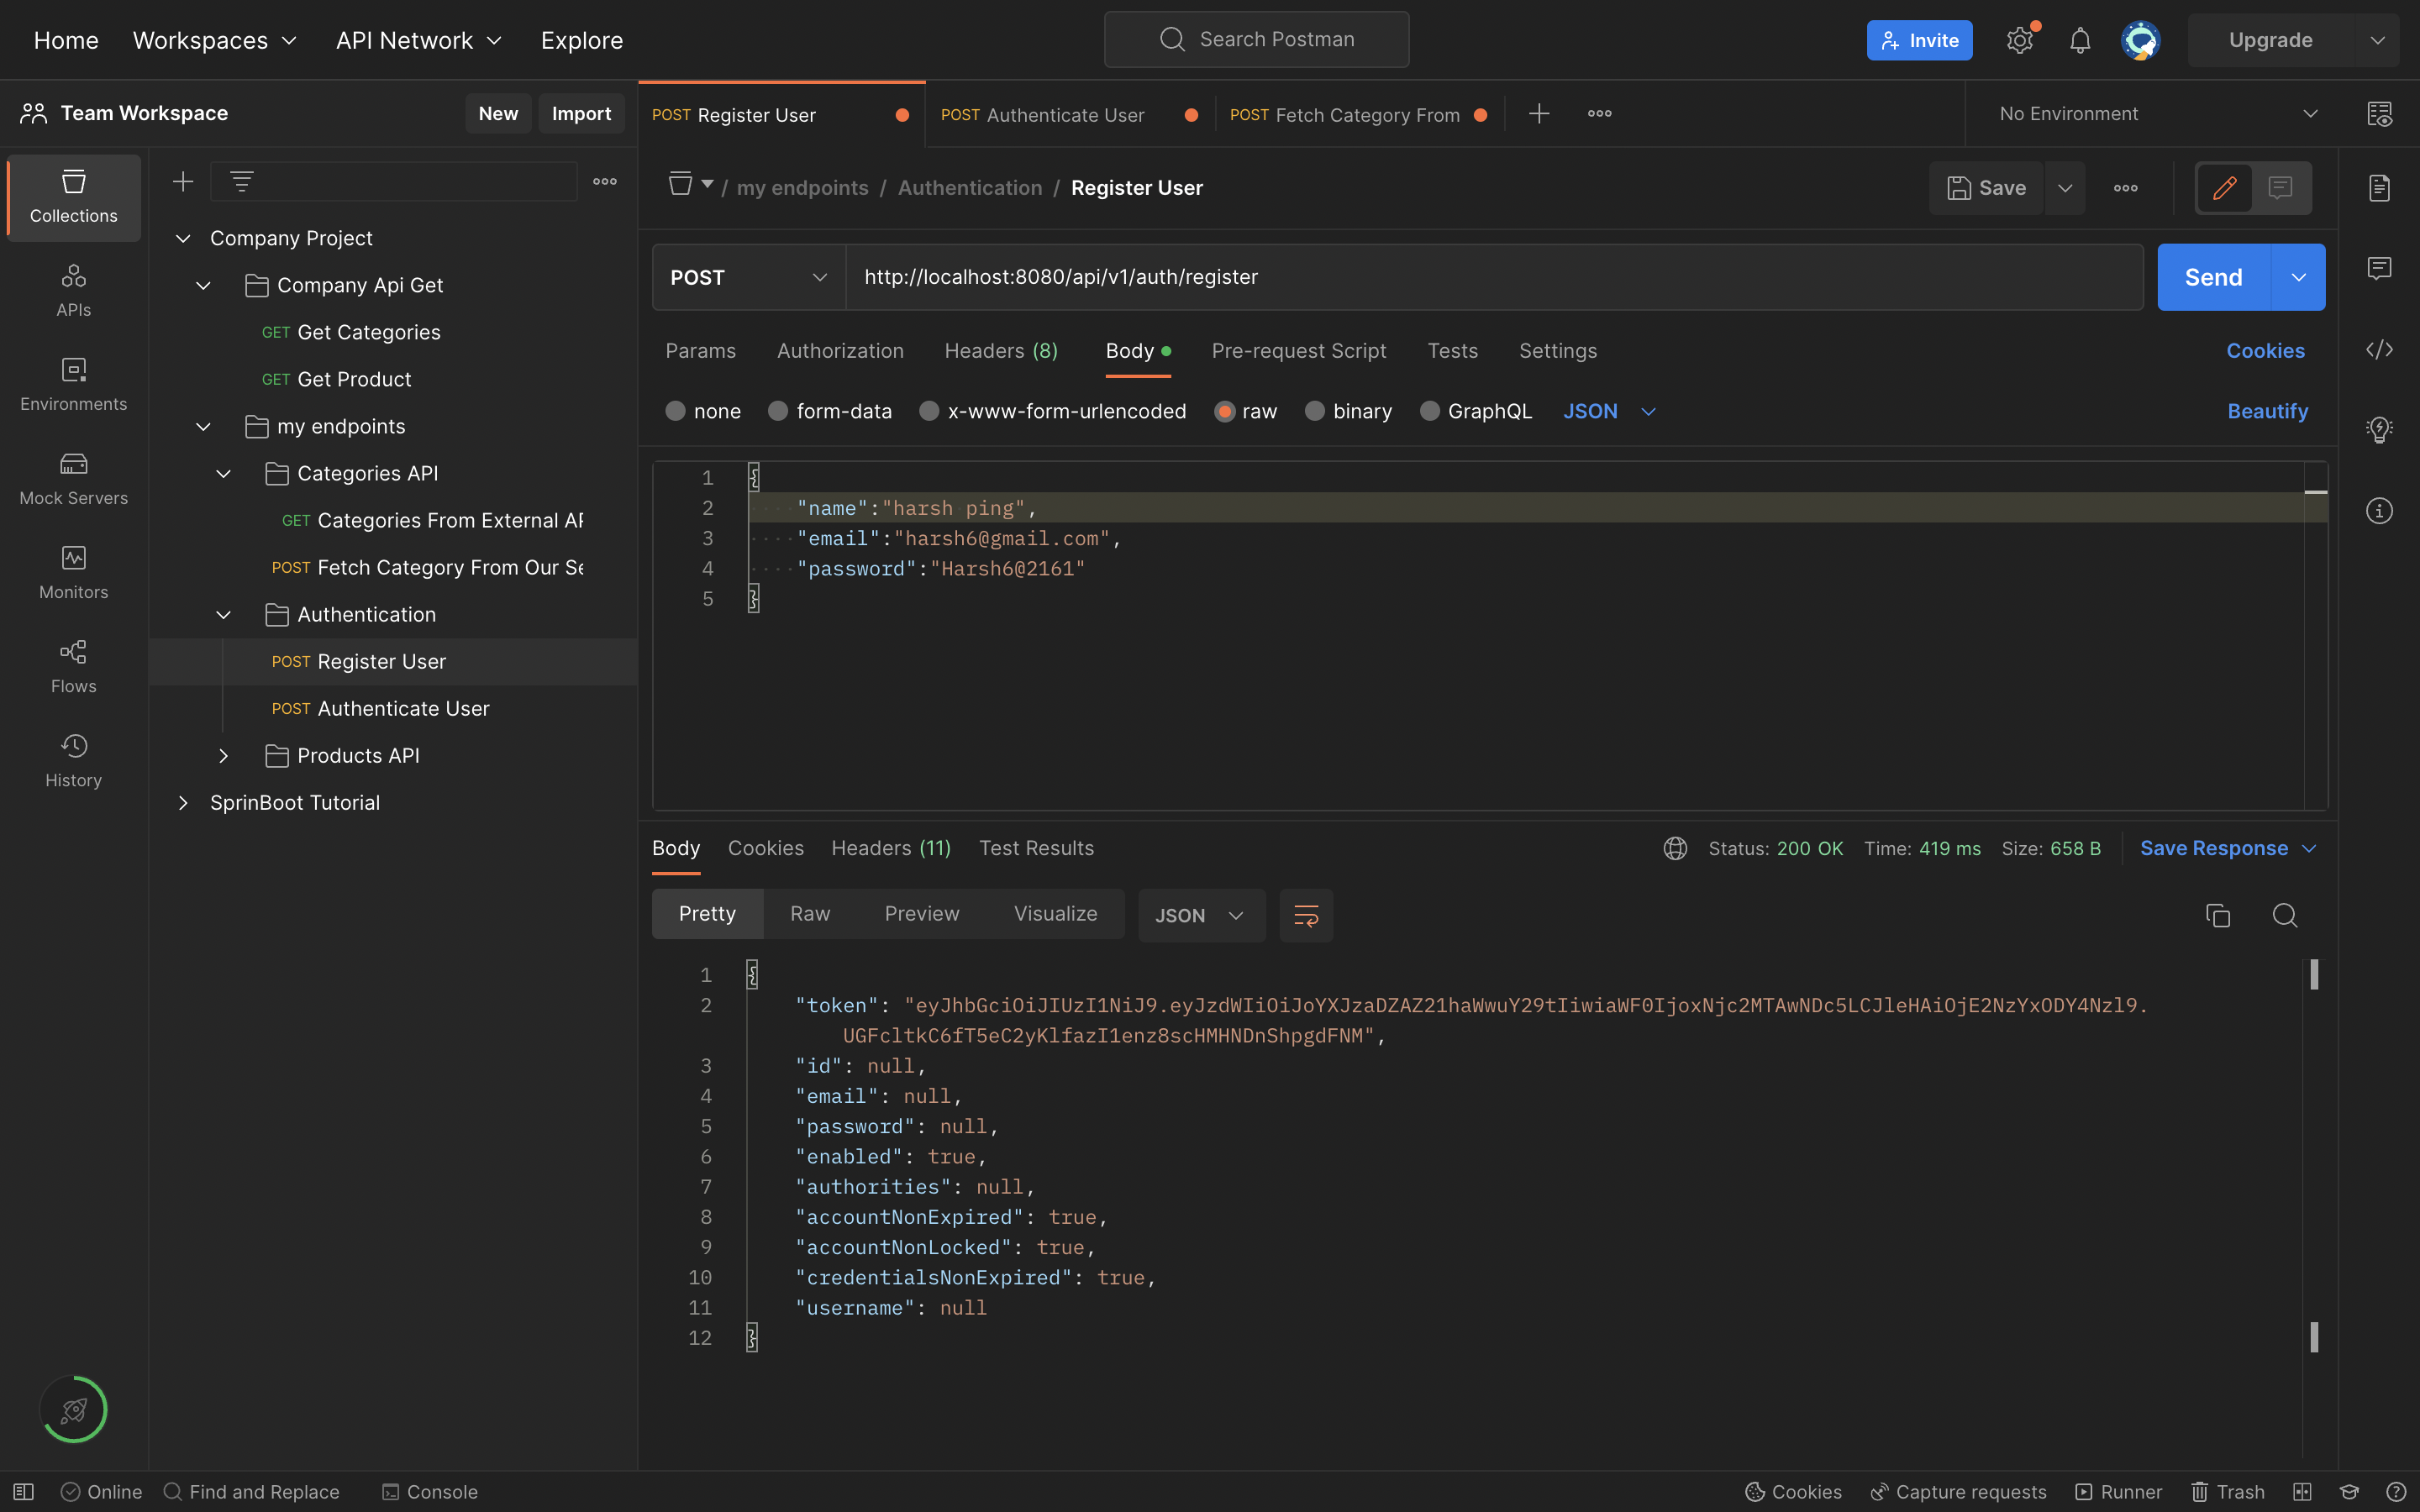 Home Workspaces API Network Explore Search Postman Invite Upgrade
Team Workspace New Import
POST Register User POST Authenticate User POST Fetch Category From No Environment
Collections
APIs
Environments
Mock Servers
Monitors
Flows
History
Company Project
Company Api Get
GET Get Categories
GET Get Product
my endpoints
Categories API
GET Categories From External AP
POST Fetch Category From Our Se
Authentication
POST Register User
POST Authenticate User
Products API
SprinBoot Tutorial
/ my endpoints / Authentication / Register User Save
POST http://localhost:8080/api/v1/auth/register Send
Params Authorization Headers (8) Body Pre-request Script Tests Settings Cookies
none form-data x-www-form-urlencoded raw binary GraphQL JSON Beautify
1 {
2 "name":"harsh ping",
3 "email":"harsh6@gmail.com",
4 "password":"Harsh6@2161"
5 }
Body Cookies Headers (11) Test Results Status: 200 OK Time: 419 ms Size: 658 B Save Response
Pretty Raw Preview Visualize JSON
1 {
2 "token": "eyJhbGciOiJIUzI1NiJ9.eyJzdWIiOiJoYXJzaDZAZ21haWwuY29tIiwiaWF0IjoxNjc2MTAwNDc5LCJleHAiOjE2NzYxODY4Nzl9.
UGFcltkC6fT5eC2yKlfazI1enz8scHMHNDnShpgdFNM",
3 "id": null,
4 "email": null,
5 "password": null,
6 "enabled": true,
7 "authorities": null,
8 "accountNonExpired": true,
9 "accountNonLocked": true,
10 "credentialsNonExpired": true,
11 "username": null
12 }
Online Find and Replace Console Cookies Capture requests Runner Trash